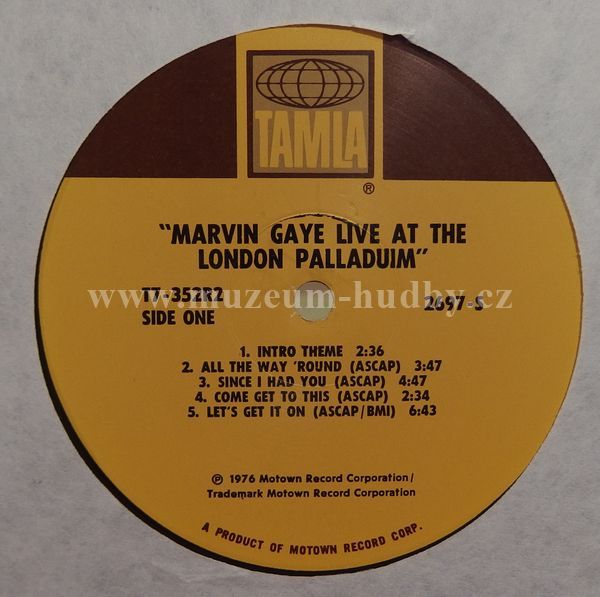 TAMLA
®
"MARVIN GAYE LIVE AT THE
LONDON PALLADUIM"
www.muzeum-hudby.cz
T7-352R2 2697-S
SIDE ONE
1. INTRO THEME 2:36
2. ALL THE WAY 'ROUND (ASCAP) 3:47
3. SINCE I HAD YOU (ASCAP) 4:47
4. COME GET TO THIS (ASCAP) 2:34
5. LET'S GET IT ON (ASCAP/BMI) 6:43
℗ 1976 Motown Record Corporation/
Trademark Motown Record Corporation
A PRODUCT OF MOTOWN RECORD CORP.